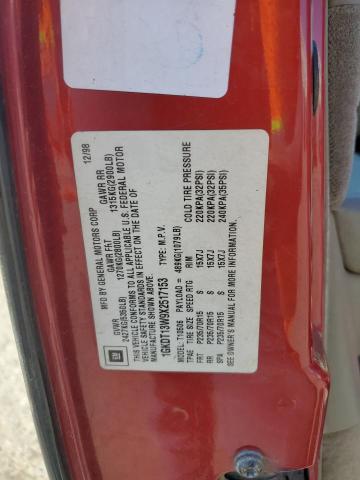 MFD BY GENERAL MOTORS CORP 12/98
GVWR GAWR FRT GAWR RR
2427KG(5350LB) 1270KG(2800LB) 1315KG(2900LB)
THIS VEHICLE CONFORMS TO ALL APPLICABLE U.S. FEDERAL MOTOR
VEHICLE SAFETY STANDARDS IN EFFECT ON THE DATE OF
MANUFACTURE SHOWN ABOVE.
1GKDT13W9X2517153 TYPE: M.P.V.
GM
MODEL: T10506 PAYLOAD = 489KG(1079LB)
TPAE TIRE SIZE SPEED RTG RIM COLD TIRE PRESSURE
FRT P235/70R15 S 15X7J 220KPA(32PSI)
RR P235/70R15 S 15X7J 220KPA(32PSI)
SPA P235/70R15 S 15X7J 240KPA(35PSI)
SEE OWNER'S MANUAL FOR MORE INFORMATION.